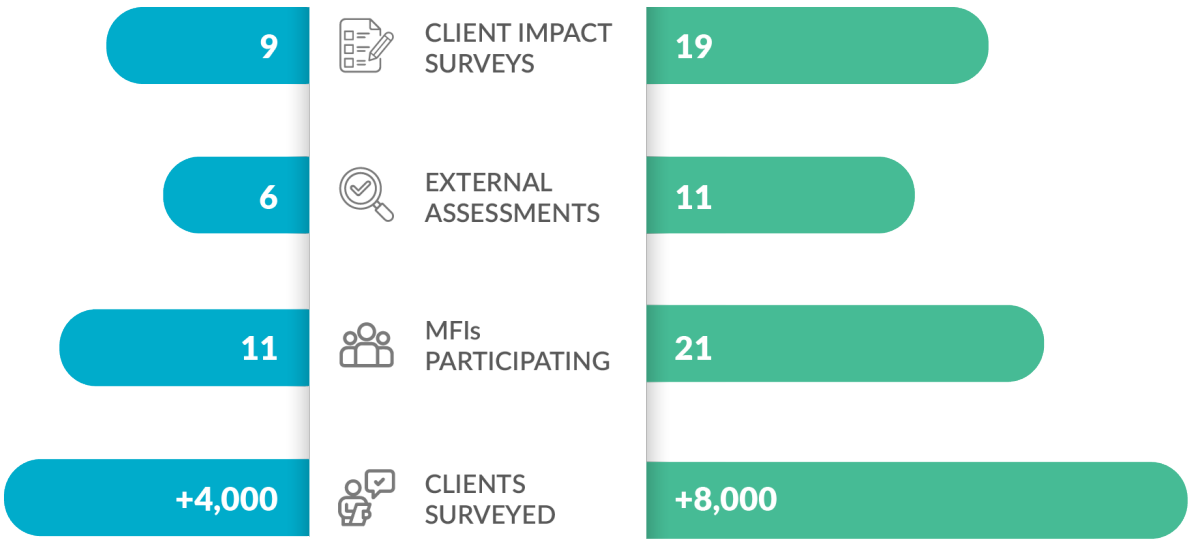 9
CLIENT IMPACT
SURVEYS
19
6
EXTERNAL
ASSESSMENTS
11
11
MFIs
PARTICIPATING
21
+4,000
CLIENTS
SURVEYED
+8,000